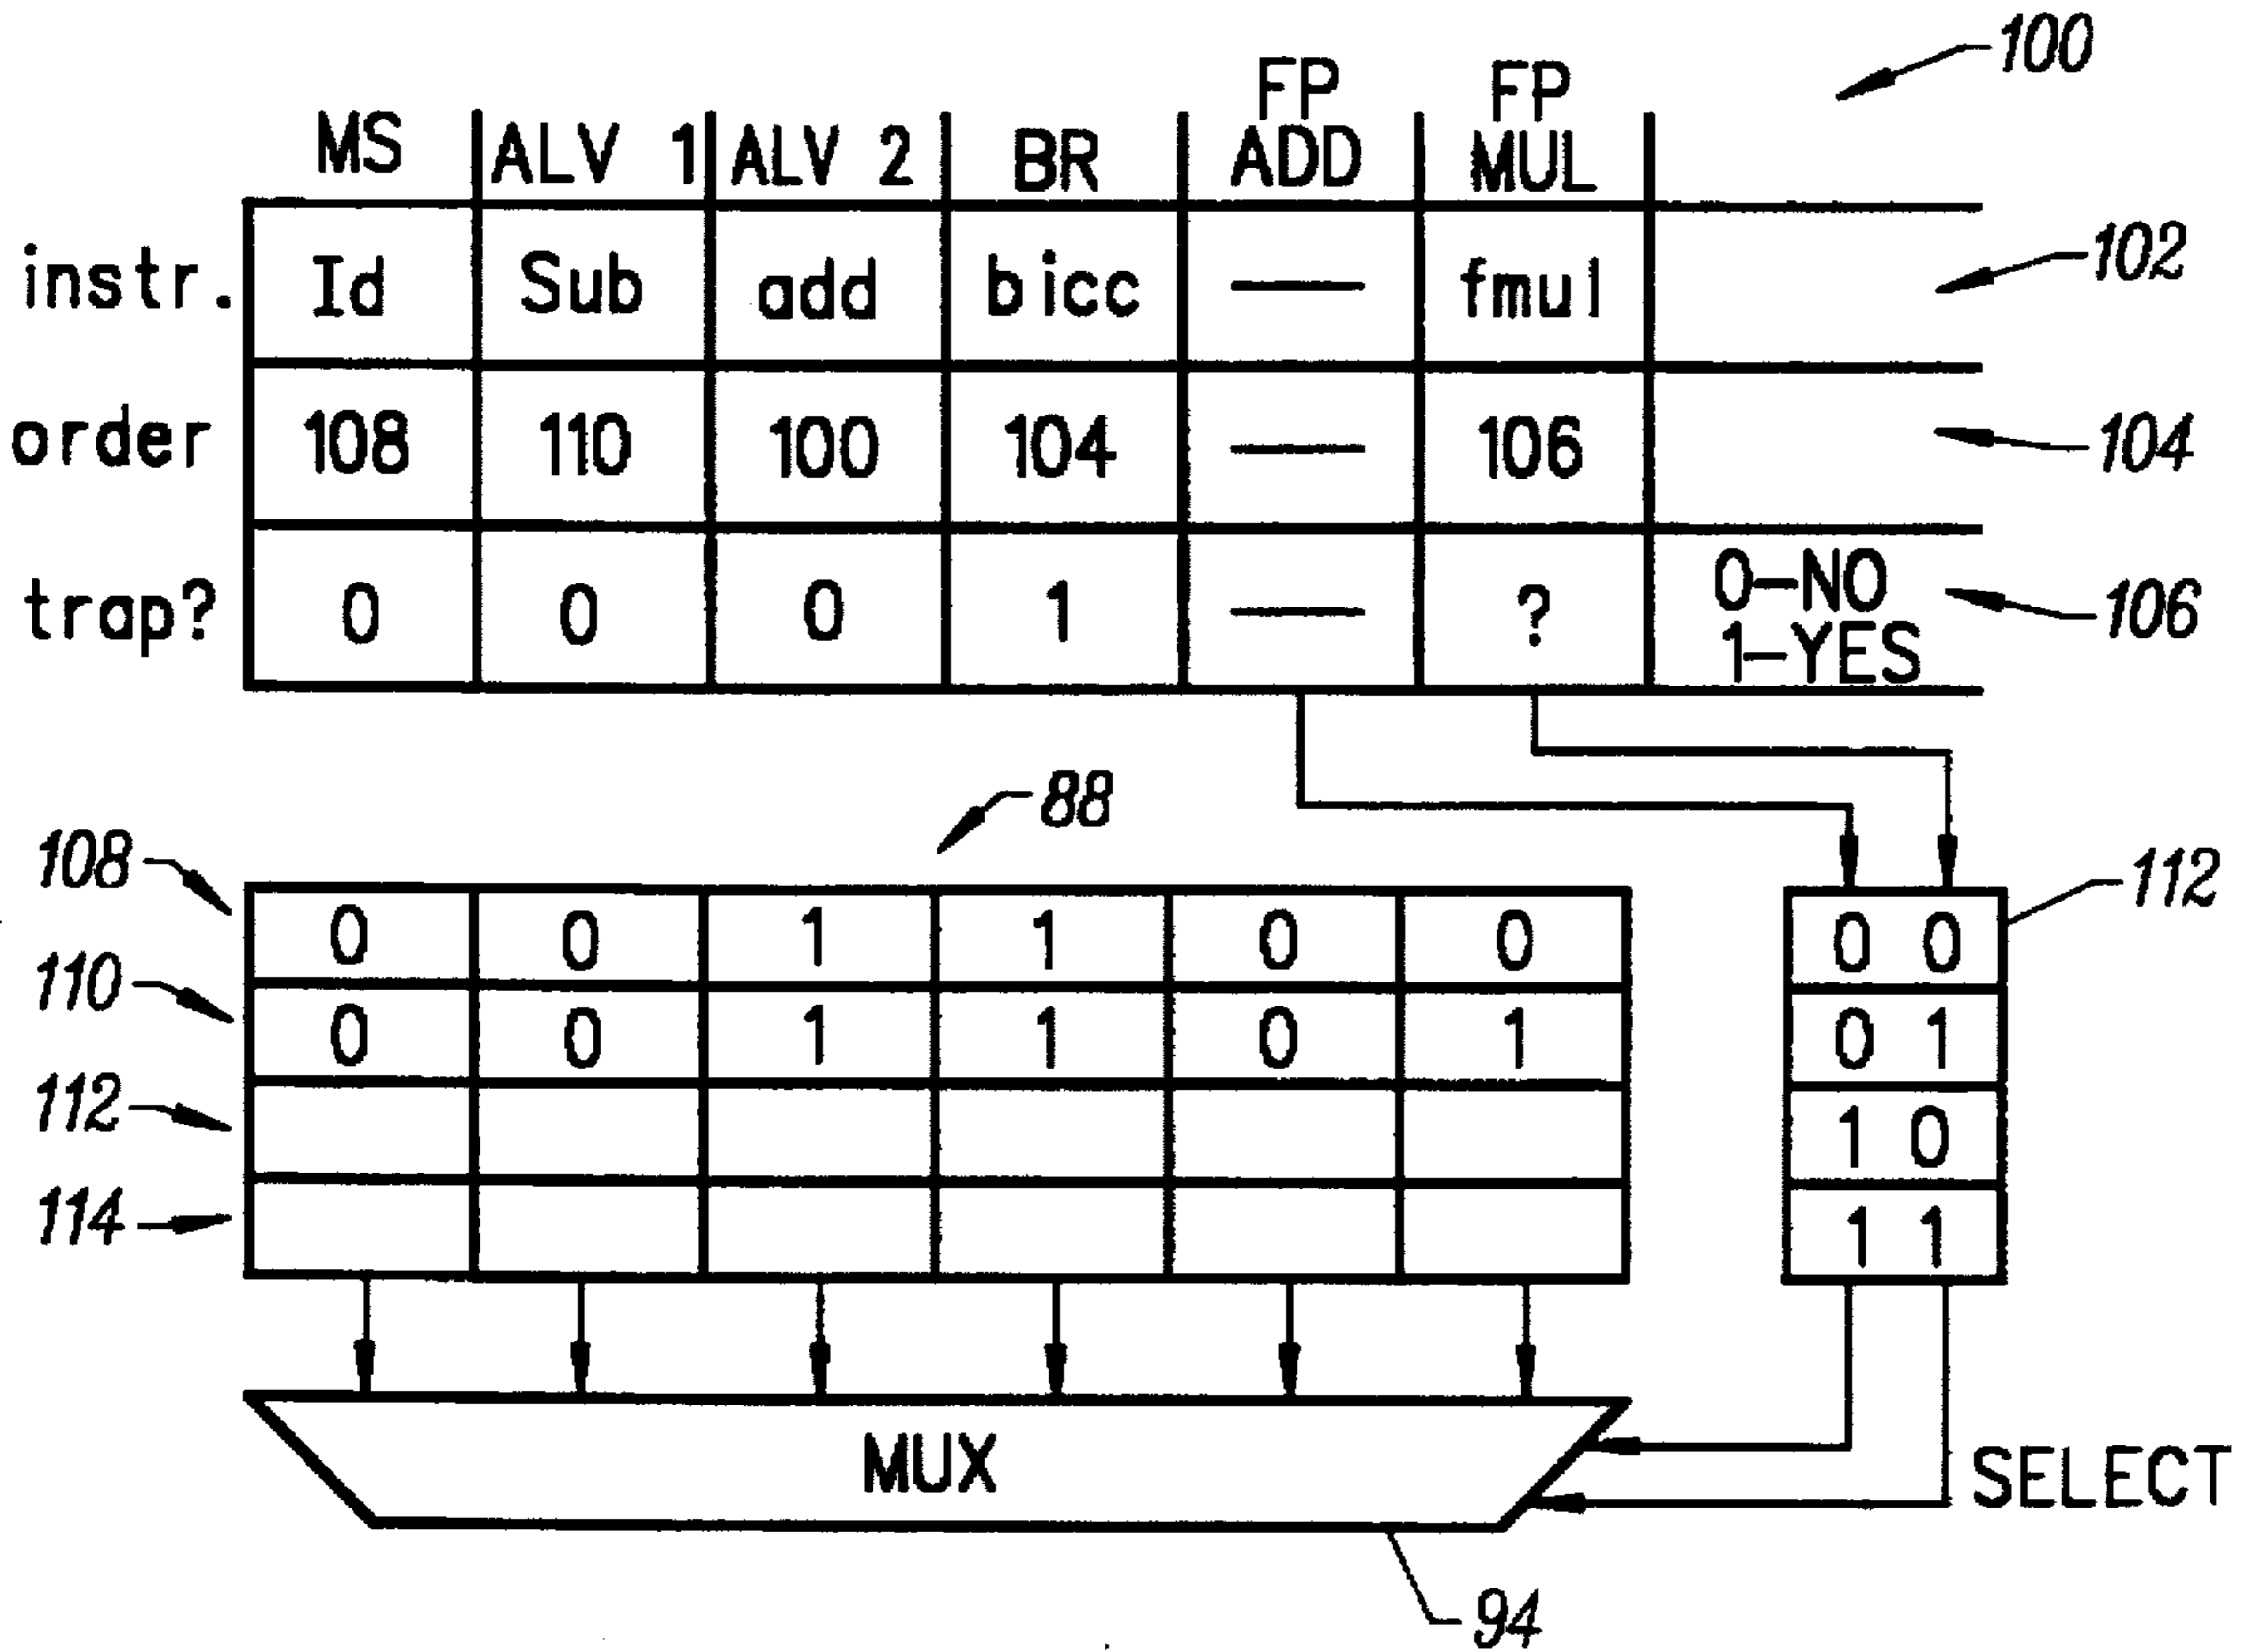 100
FP FP
MS ALV 1 ALV 2 BR ADD MUL
instr. Id Sub add bicc — fmul 102
order 108 110 100 104 — 106 104
trap? 0 0 0 1 — ? 0-NO 106
1-YES
88
108 0 0 1 1 0 0 0 0 112
110 0 0 1 1 0 1 0 1
112 1 0
114 1 1
MUX
SELECT
94